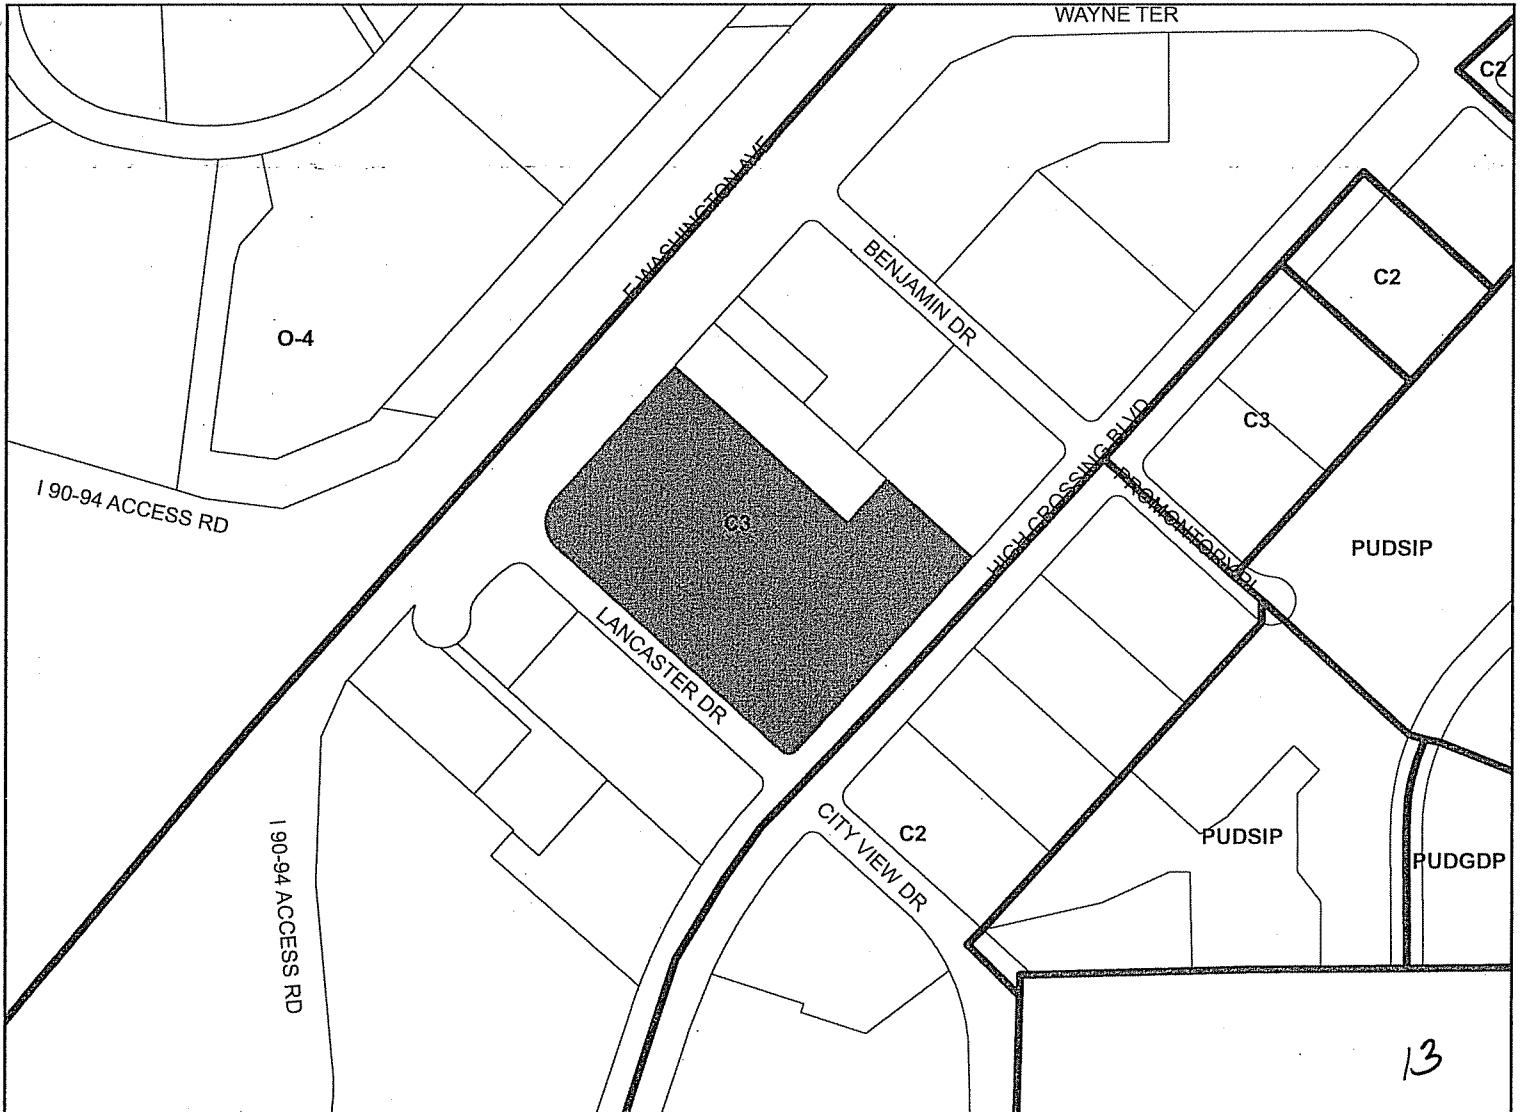 WAYNE TER
C2
E WASHINGTON AVE
BENJAMIN DR
C2
O-4
C3
HIGH CROSSING BLVD
I 90-94 ACCESS RD
C3
PROMONTORY PL
PUDSIP
LANCASTER DR
I 90-94 ACCESS RD
CITY VIEW DR
C2
PUDSIP
PUDGDP
13